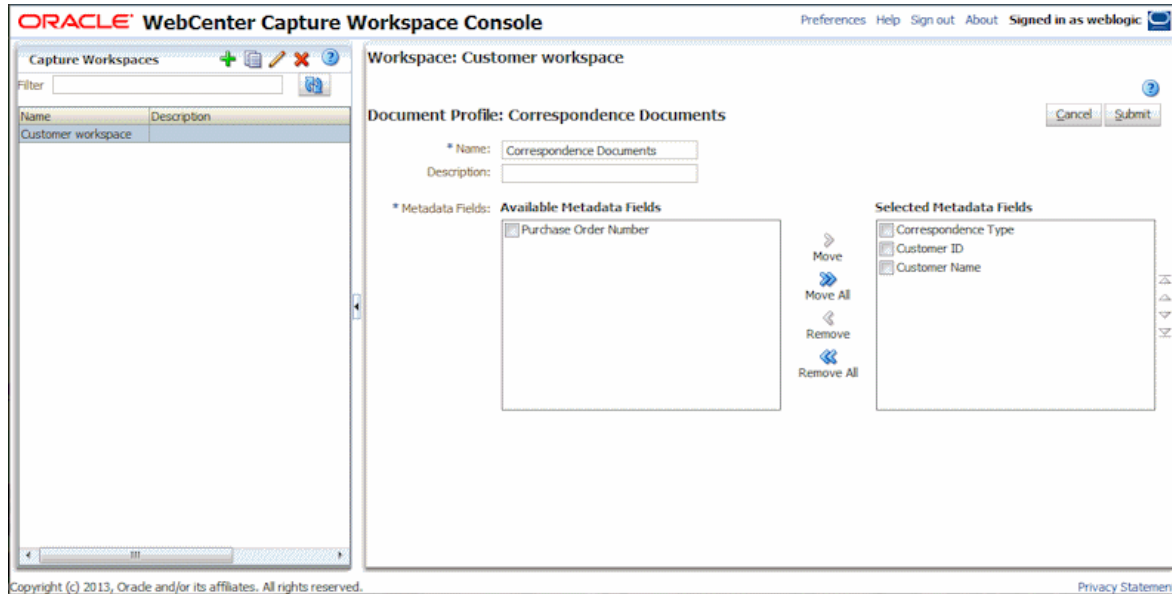 ORACLE WebCenter Capture Workspace Console
Preferences Help Sign out About Signed in as weblogic
Capture Workspaces
Filter
Name Description
Customer workspace
Workspace: Customer workspace
Document Profile: Correspondence Documents
Cancel Submit
* Name: Correspondence Documents
Description:
* Metadata Fields: Available Metadata Fields
Purchase Order Number
Move
Move All
Remove
Remove All
Selected Metadata Fields
Correspondence Type
Customer ID
Customer Name
Copyright (c) 2013, Oracle and/or its affiliates. All rights reserved.
Privacy Statemen